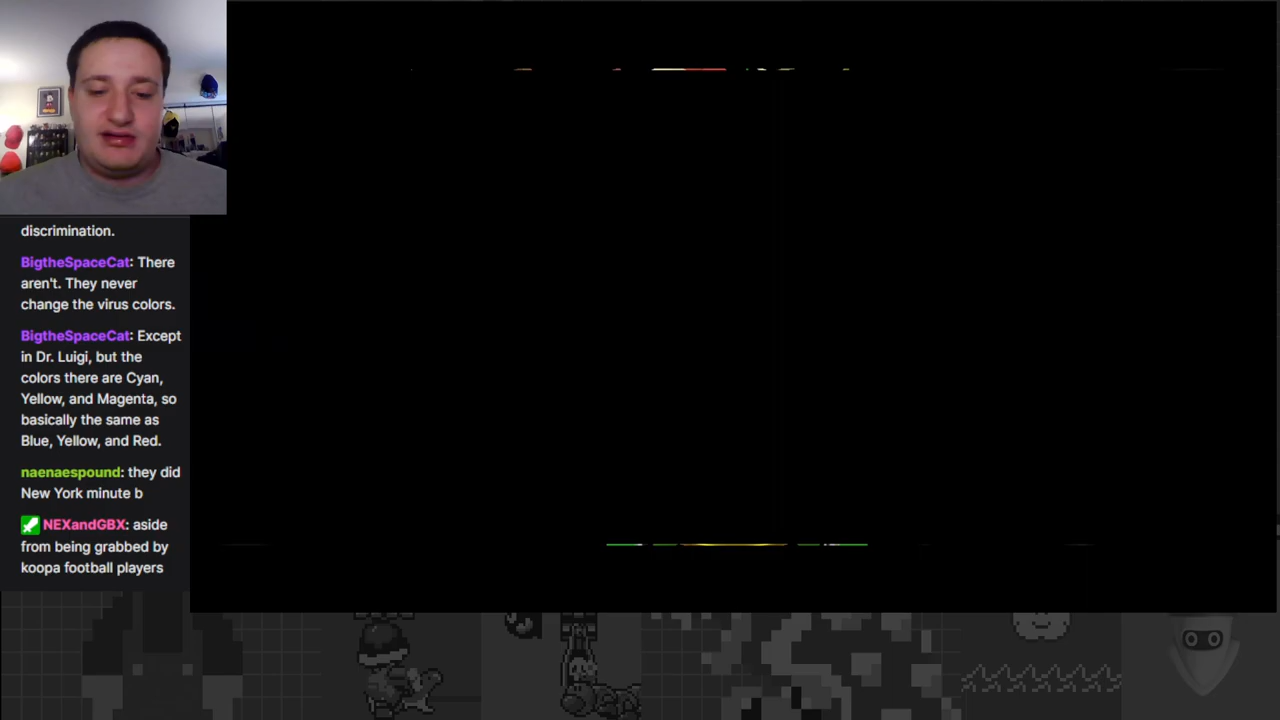 discrimination.
BigtheSpaceCat: There
aren't. They never
change the virus colors.
BigtheSpaceCat: Except
in Dr. Luigi, but the
colors there are Cyan,
Yellow, and Magenta, so
basically the same as
Blue, Yellow, and Red.
naenaespound: they did
New York minute b
NEXandGBX: aside
from being grabbed by
koopa football players